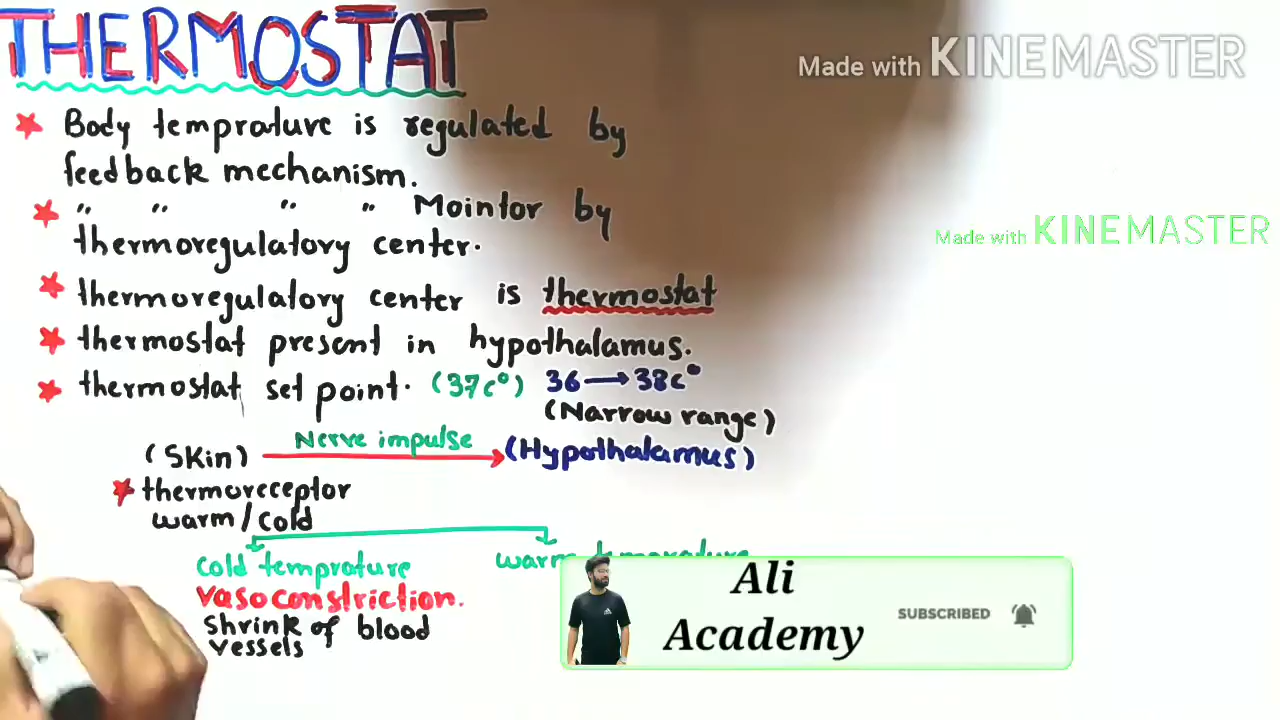 THERMOSTAT
Made with KINEMASTER
Body temprature is regulated by
feedback mechanism.
" " " " Mointor by
thermoregulatory center.
Made with KINEMASTER
thermoregulatory center is thermostat
thermostat present in hypothalamus.
thermostat set point. (37c°) 36 → 38c°
(Narrow range)
(Skin) Nerve impulse → (Hypothalamus)
thermoreceptor
warm/cold
cold temprature warm temprature
vasoconstriction.
shrink of blood
vessels
Ali
Academy
SUBSCRIBED